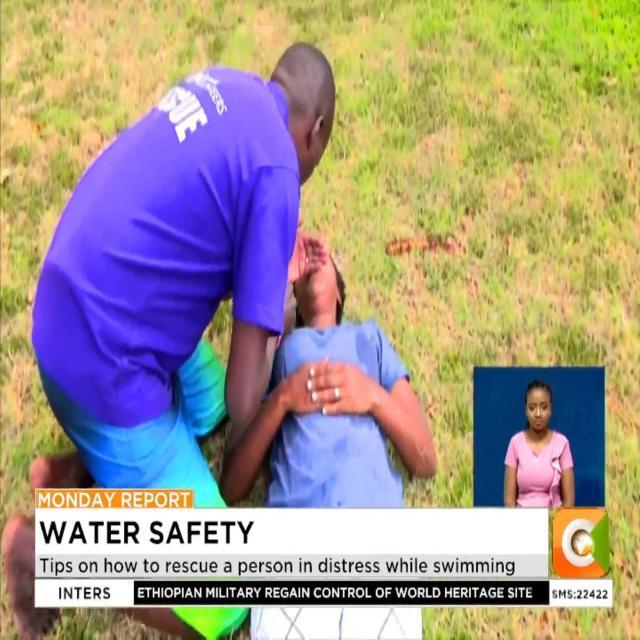 RESCUE
MONDAY REPORT
WATER SAFETY
Tips on how to rescue a person in distress while swimming
INTERS
ETHIOPIAN MILITARY REGAIN CONTROL OF WORLD HERITAGE SITE
SMS:22422